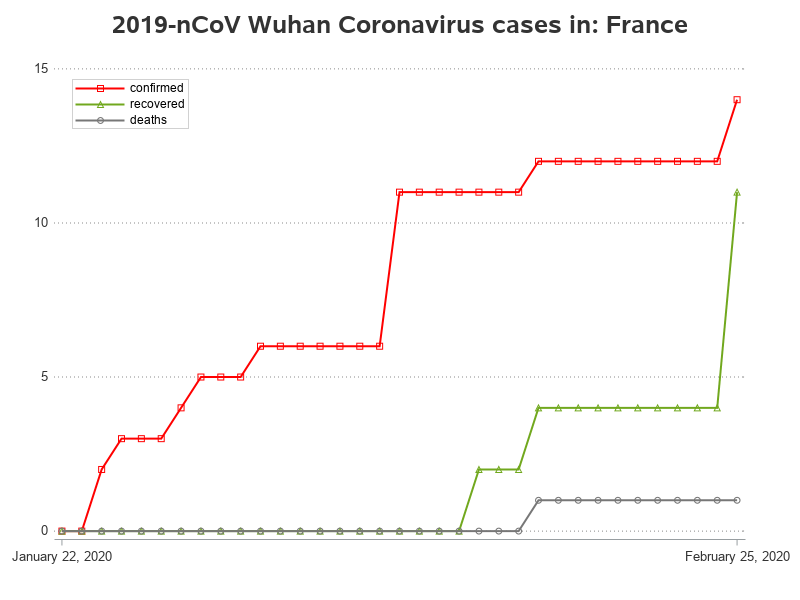 2019-nCoV Wuhan Coronavirus cases in: France
15
confirmed
recovered
deaths
10
5
0
January 22, 2020
February 25, 2020